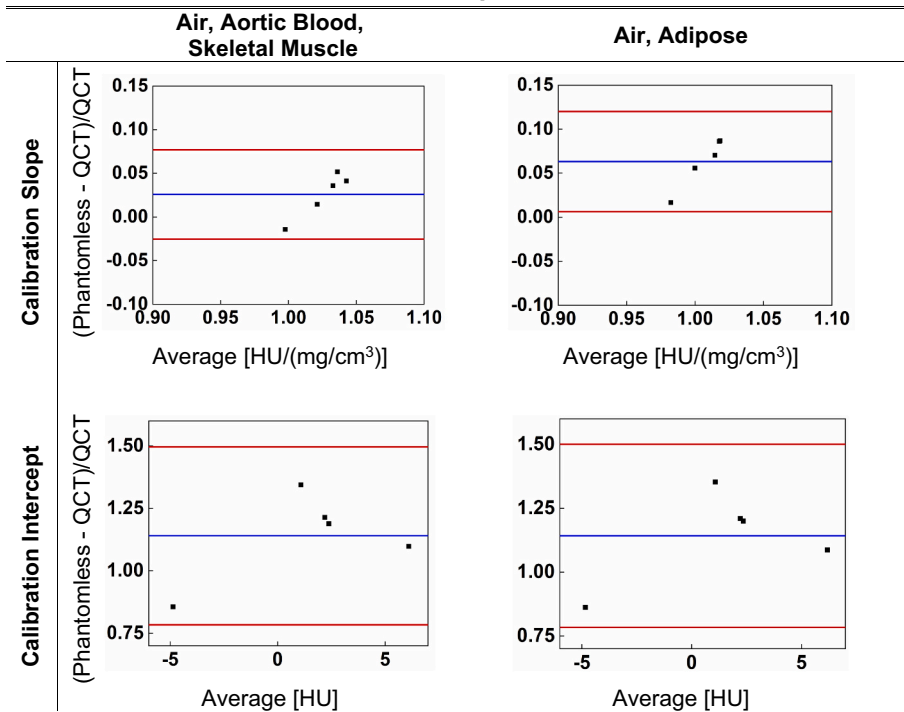 Air, Aortic Blood,
Skeletal Muscle
Air, Adipose
Calibration Slope
(Phantomless - QCT)/QCT
0.15
0.10
0.05
0.00
-0.05
-0.10
0.90 0.95 1.00 1.05 1.10
Average [HU/(mg/cm³)]
0.15
0.10
0.05
0.00
-0.05
-0.10
0.90 0.95 1.00 1.05 1.10
Average [HU/(mg/cm³)]
Calibration Intercept
(Phantomless - QCT)/QCT
1.50
1.25
1.00
0.75
-5 0 5
Average [HU]
1.50
1.25
1.00
0.75
-5 0 5
Average [HU]